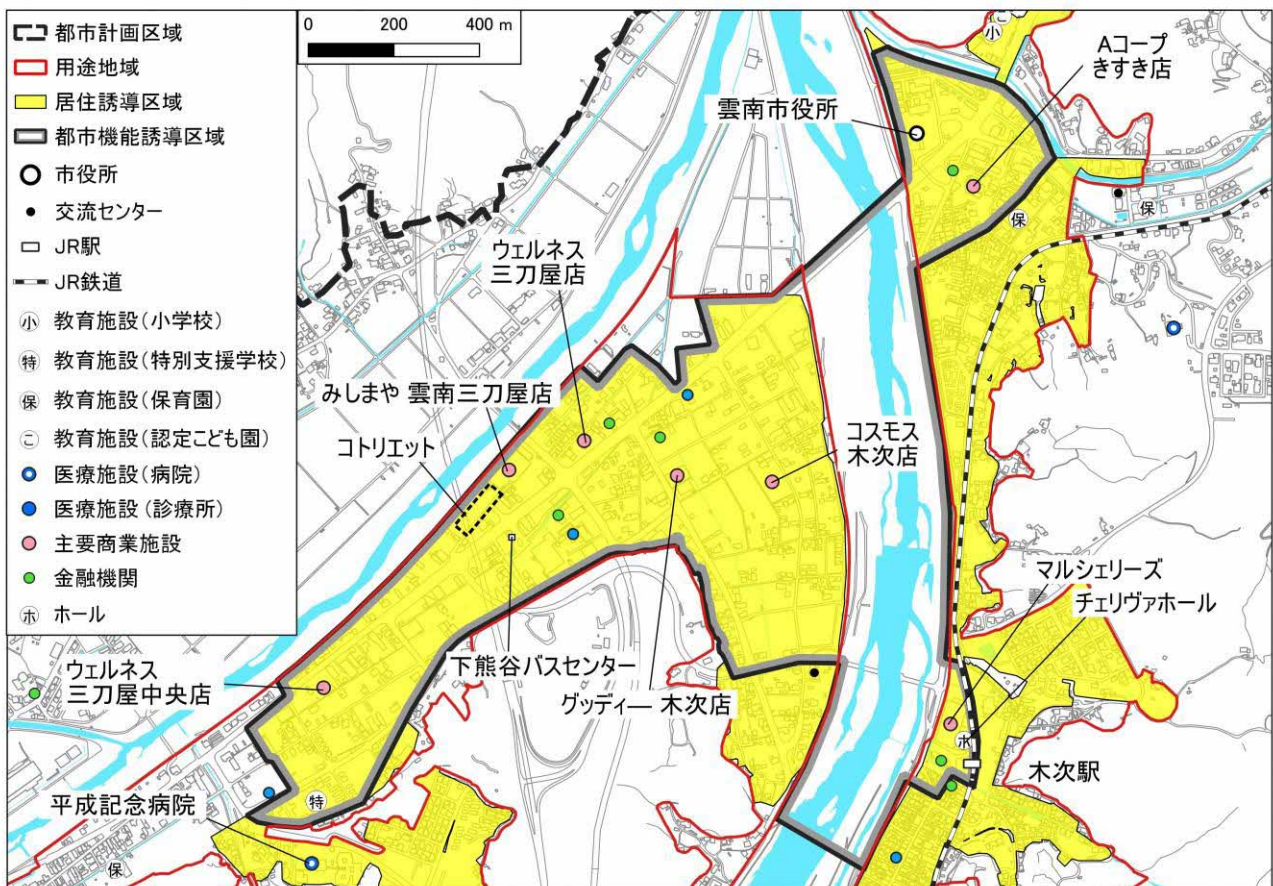 都市計画区域
用途地域
居住誘導区域
都市機能誘導区域
市役所
交流センター
JR駅
JR鉄道
小 教育施設(小学校)
特 教育施設(特別支援学校)
保 教育施設(保育園)
こ 教育施設(認定こども園)
医療施設(病院)
医療施設(診療所)
主要商業施設
金融機関
ホ ホール
0 200 400 m
こ
小
Aコープ
きすき店
雲南市役所
保
保
ウェルネス
三刀屋店
みしまや 雲南三刀屋店
コトリエット
コスモス
木次店
マルシェリーズ
チェリヴァホール
下熊谷バスセンター
グッディー 木次店
ウェルネス
三刀屋中央店
ホ
木次駅
特
平成記念病院
保